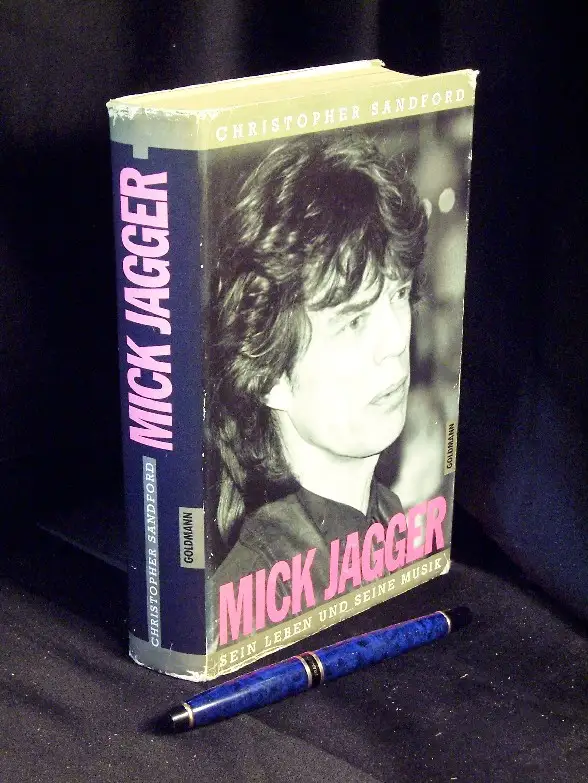 CHRISTOPHER SANDFORD
MICK JAGGER
SEIN LEBEN UND SEINE MUSIK
GOLDMANN
MICK JAGGER
CHRISTOPHER SANDFORD
GOLDMANN